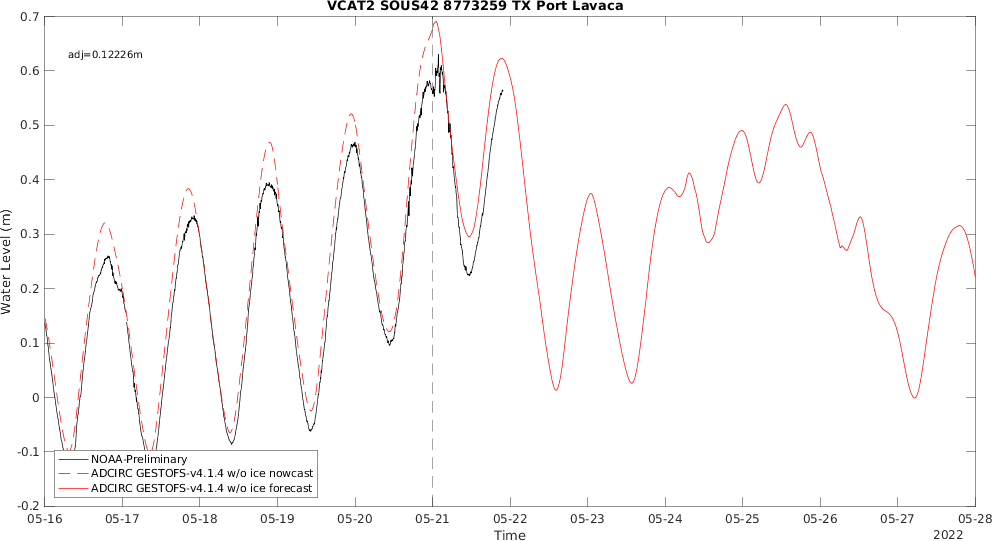 VCAT2 SOUS42 8773259 TX Port Lavaca
0.7
adj=0.12226m
0.6
0.5
0.4
0.3
Water Level (m)
0.2
0.1
0
-0.1
NOAA-Preliminary
ADCIRC GESTOFS-v4.1.4 w/o ice nowcast
ADCIRC GESTOFS-v4.1.4 w/o ice forecast
-0.2
05-16 05-17 05-18 05-19 05-20 05-21 05-22 05-23 05-24 05-25 05-26 05-27 05-28
Time
2022